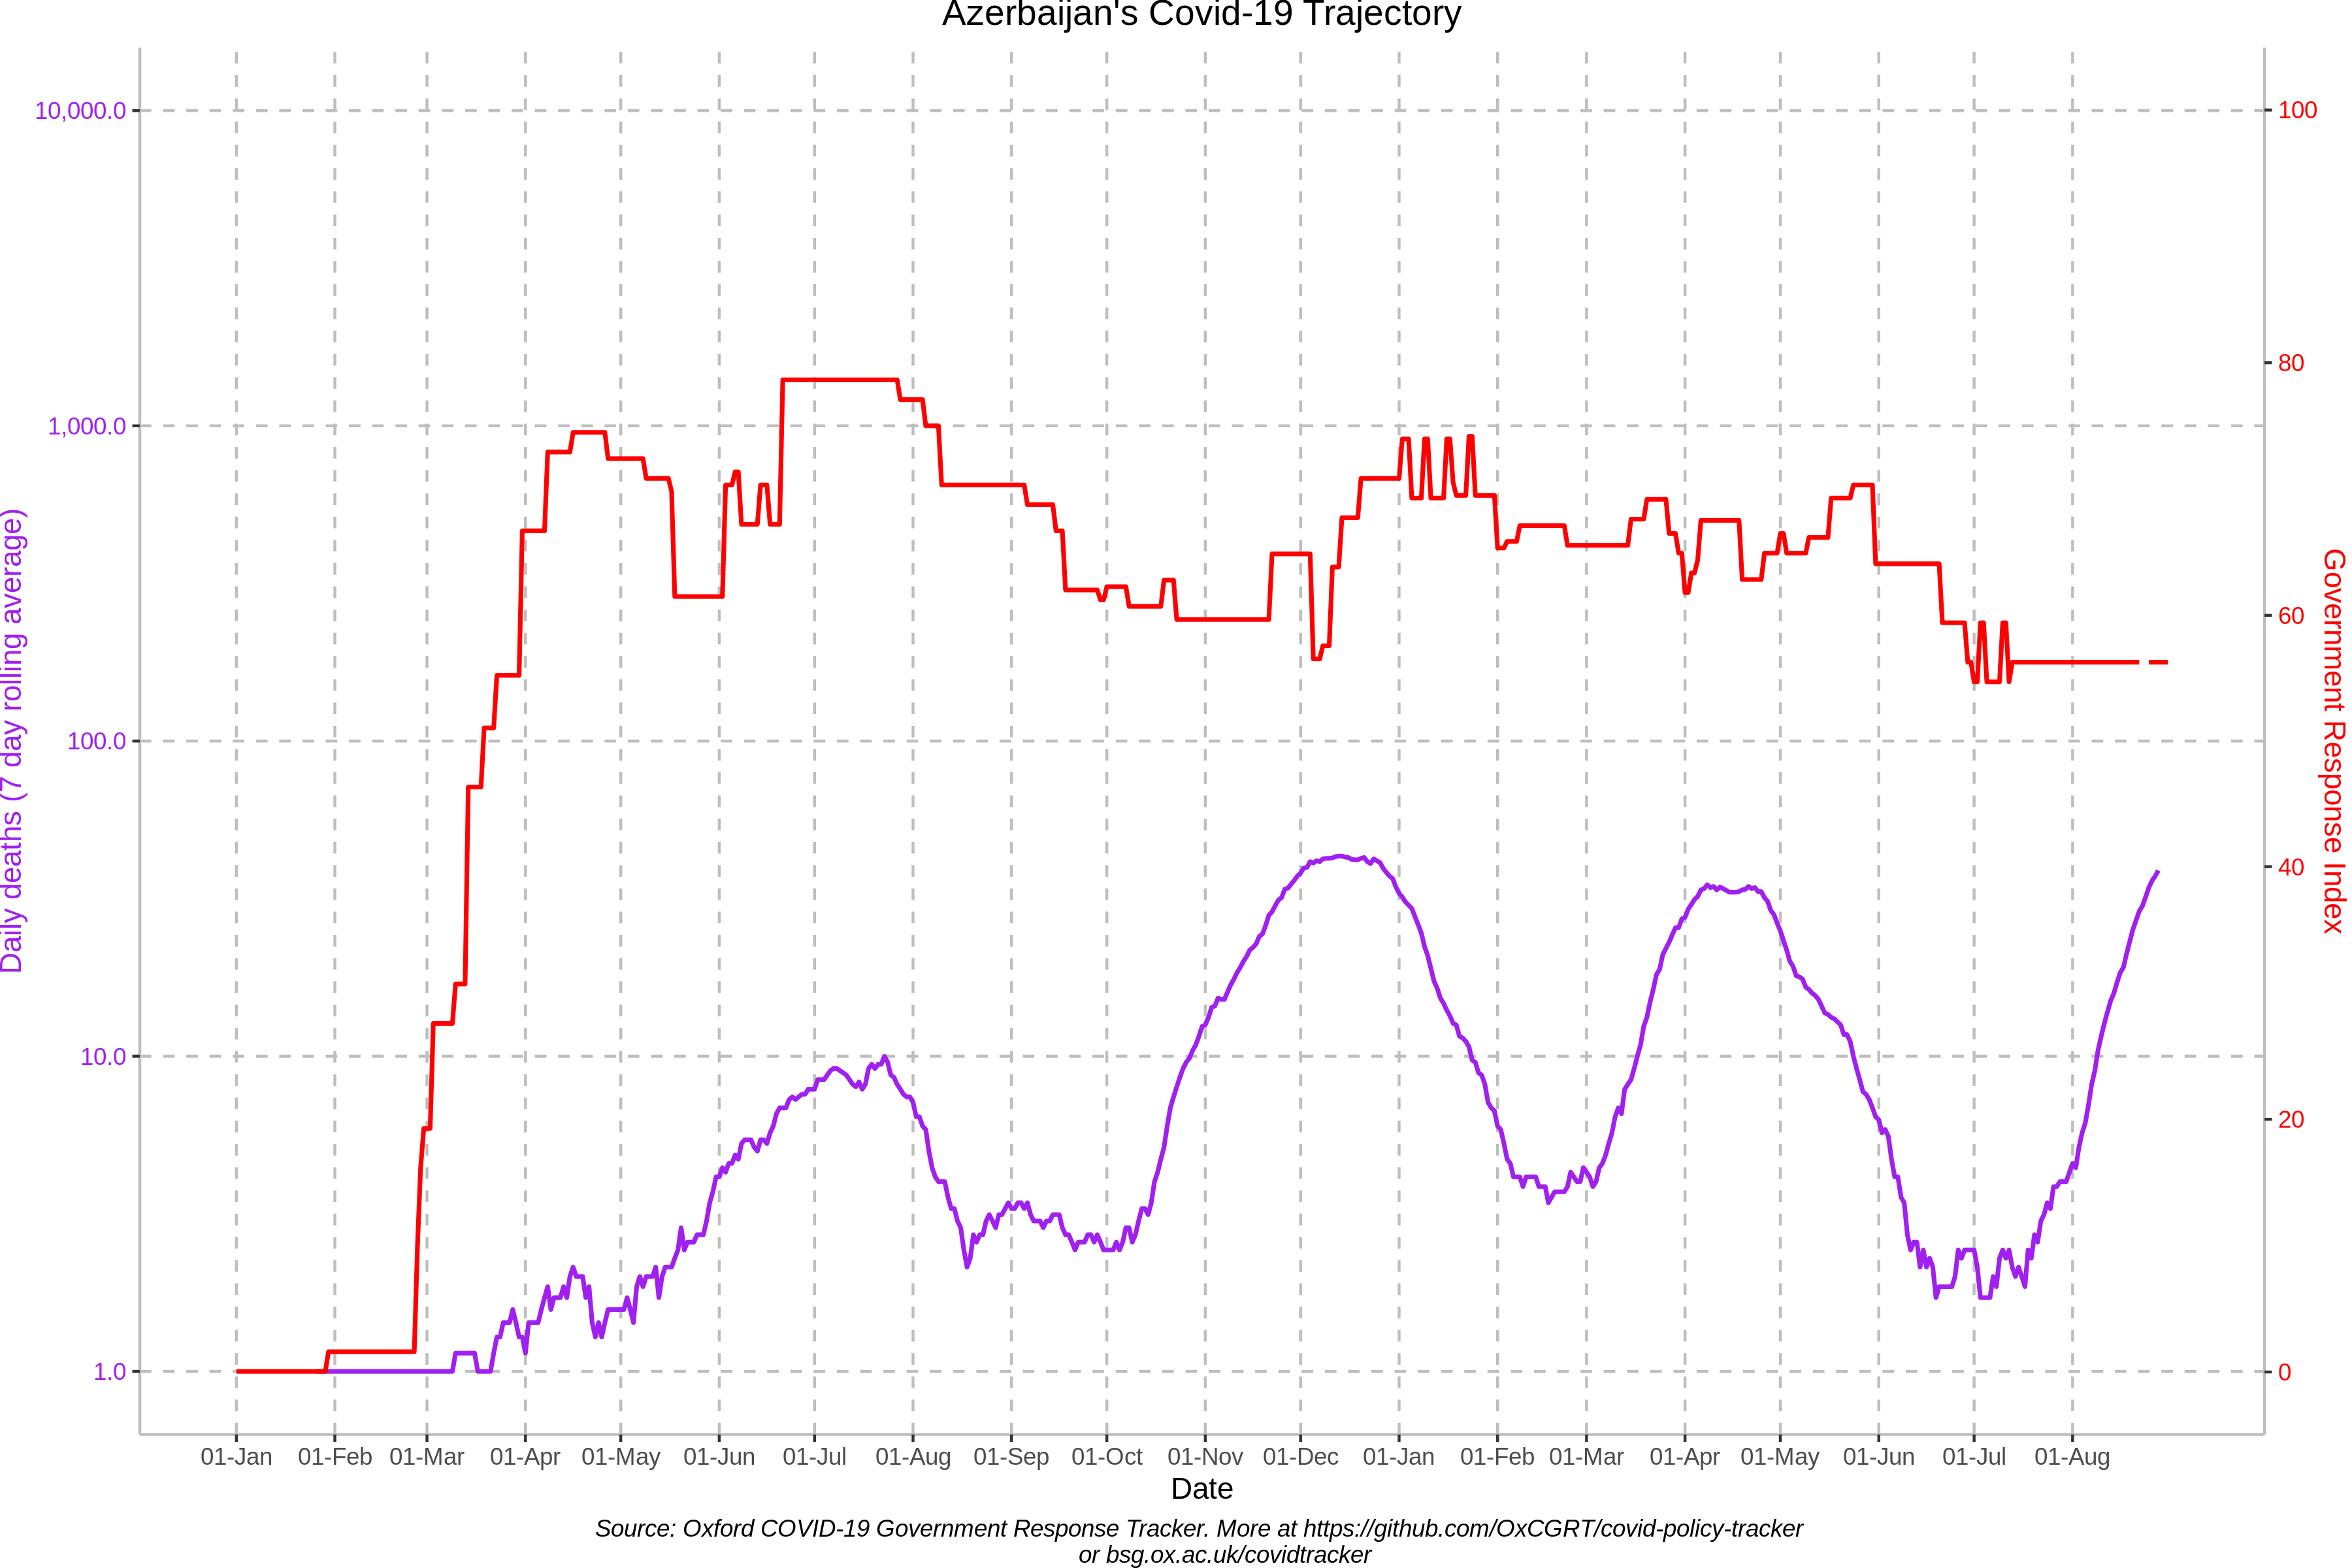 Azerbaijan's Covid-19 Trajectory
10,000.0
1,000.0
100.0
10.0
1.0
Daily deaths (7 day rolling average)
100
80
60
40
20
0
Government Response Index
01-Jan 01-Feb 01-Mar 01-Apr 01-May 01-Jun 01-Jul 01-Aug 01-Sep 01-Oct 01-Nov 01-Dec 01-Jan 01-Feb 01-Mar 01-Apr 01-May 01-Jun 01-Jul 01-Aug
Date
Source: Oxford COVID-19 Government Response Tracker. More at https://github.com/OxCGRT/covid-policy-tracker
or bsg.ox.ac.uk/covidtracker